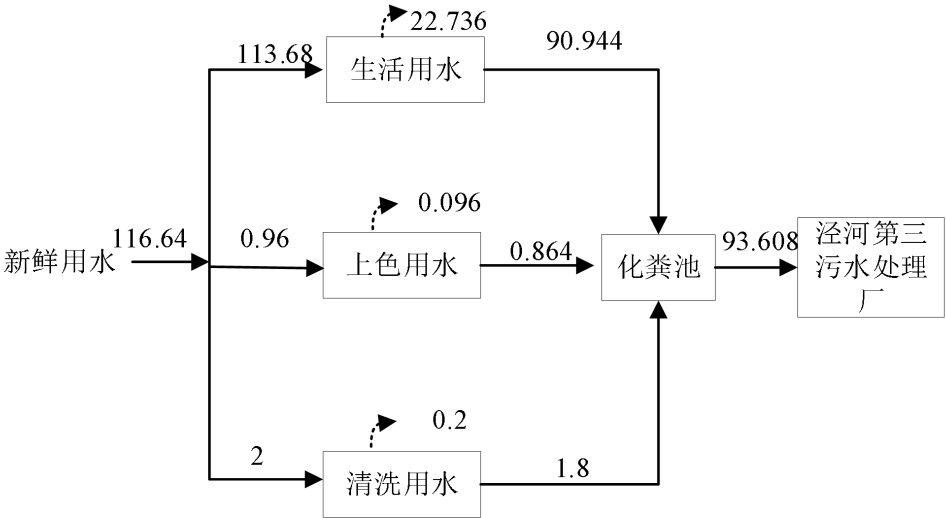 22.736
113.68
生活用水
90.944
0.096
新鲜用水
116.64
0.96
上色用水
0.864
化粪池
93.608
泾河第三
污水处理
厂
0.2
2
清洗用水
1.8